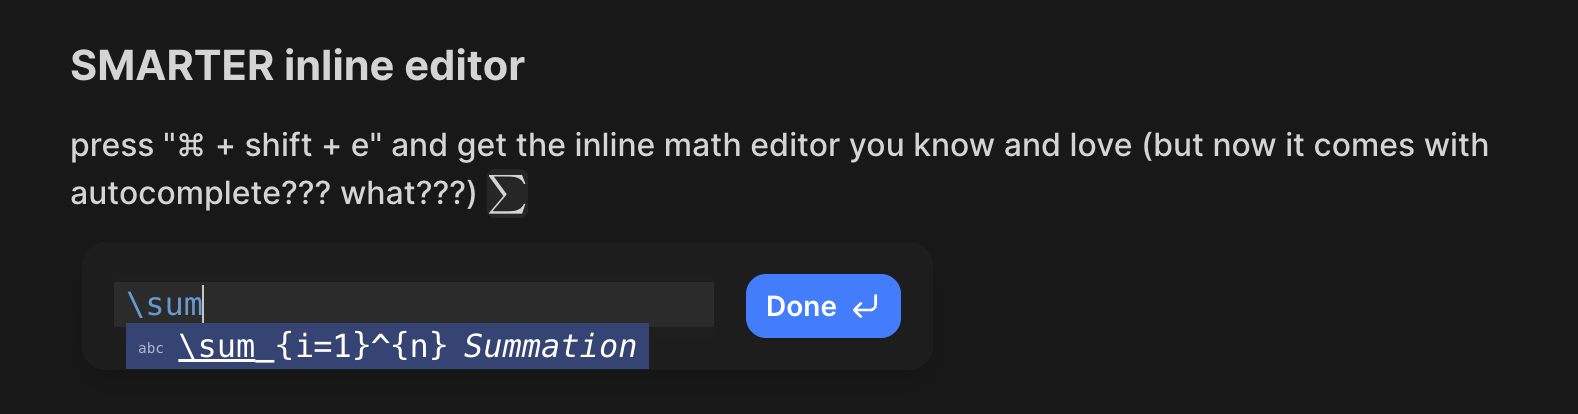 SMARTER inline editor
press "⌘ + shift + e" and get the inline math editor you know and love (but now it comes with
autocomplete??? what???) ∑
\sum
Done ↵
abc \sum_{i=1}^{n} Summation